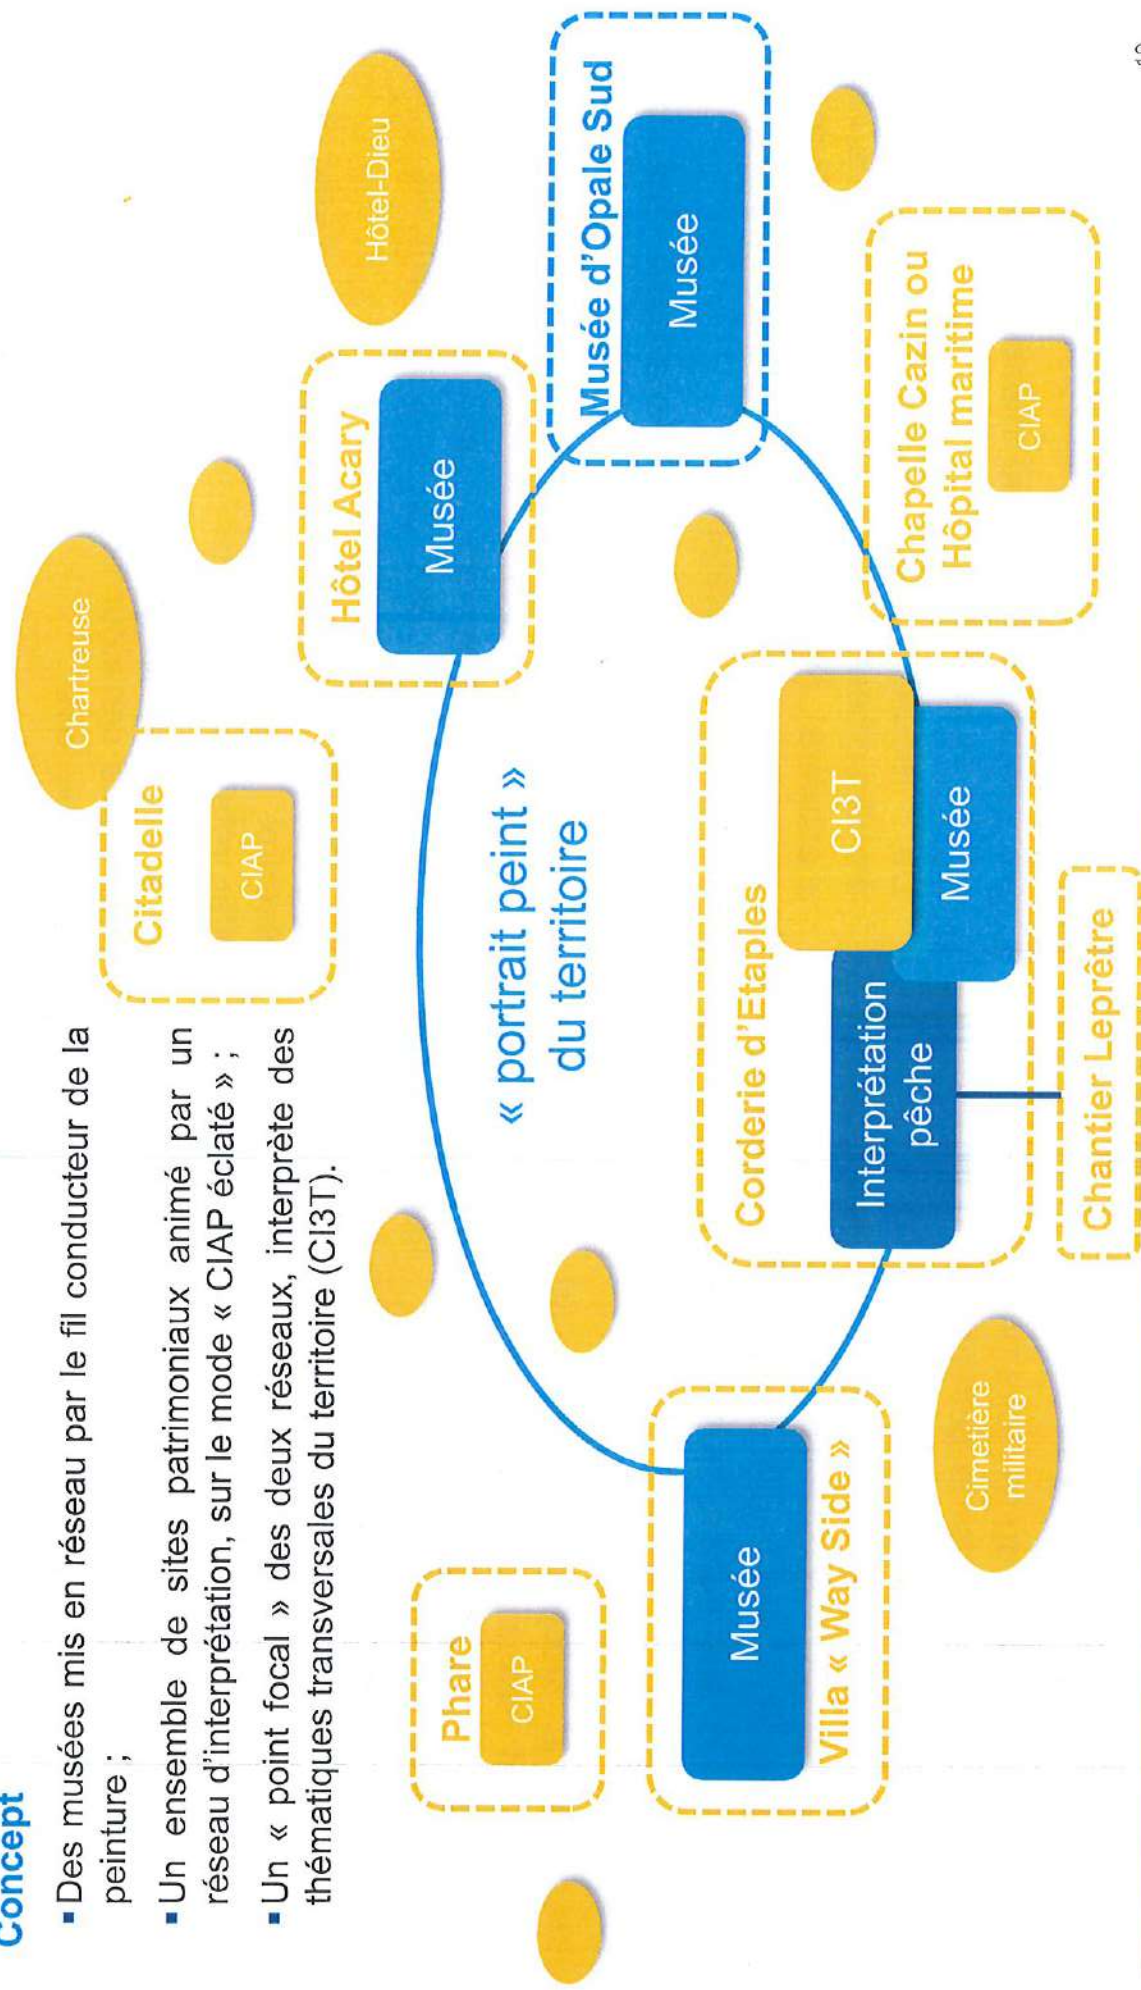 Concept
▪ Des musées mis en réseau par le fil conducteur de la
peinture ;
▪ Un ensemble de sites patrimoniaux animé par un
réseau d'interprétation, sur le mode « CIAP éclaté » ;
▪ Un « point focal » des deux réseaux, interprète des
thématiques transversales du territoire (CI3T).
Chartreuse
Citadelle
CIAP
Hôtel-Dieu
Hôtel Acary
Musée
Phare
CIAP
« portrait peint »
du territoire
Musée d'Opale Sud
Musée
Musée
Villa « Way Side »
Corderie d'Etaples
CI3T
Interprétation
pêche
Musée
Chapelle Cazin ou
Hôpital maritime
CIAP
Cimetière
militaire
Chantier Leprêtre